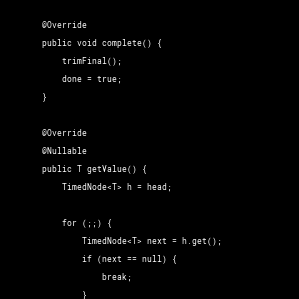 @Override
public void complete() {
trimFinal();
done = true;
}
@Override
@Nullable
public T getValue() {
TimedNode<T> h = head;
for (;;) {
TimedNode<T> next = h.get();
if (next == null) {
break;
}